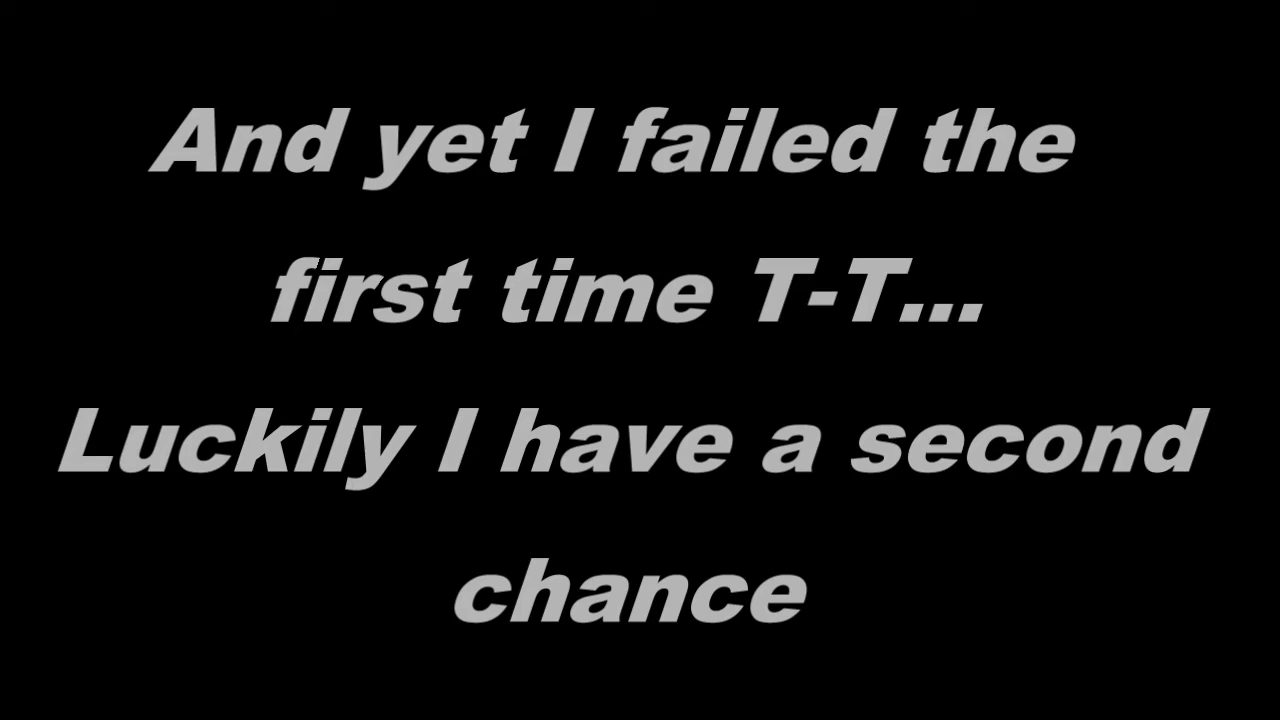 And yet I failed the
first time T-T...
Luckily I have a second
chance